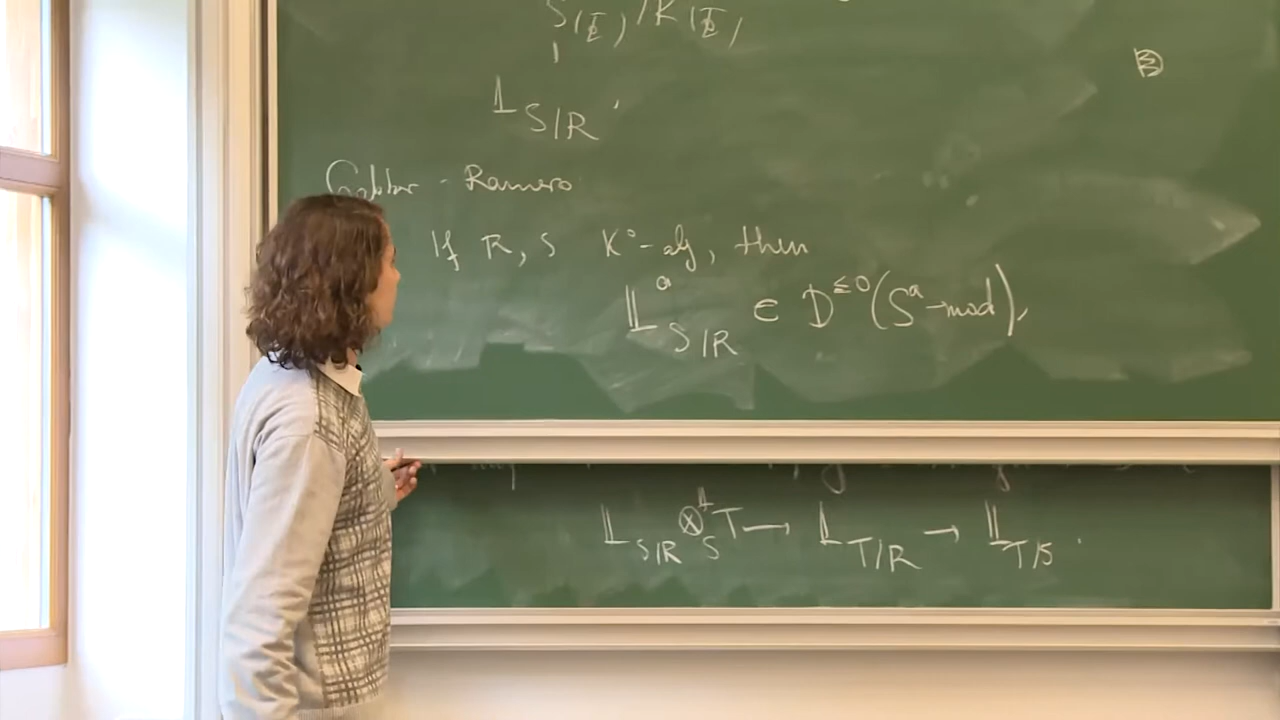 𝕃_{S/R}
Gabber - Ramero
If R, S K°-alg, then
𝕃^a_{S/R} ∈ D^{≤0}(S^a-mod),
𝕃_{S/R} ⊗^𝕃_S T → 𝕃_{T/R} → 𝕃_{T/S}.